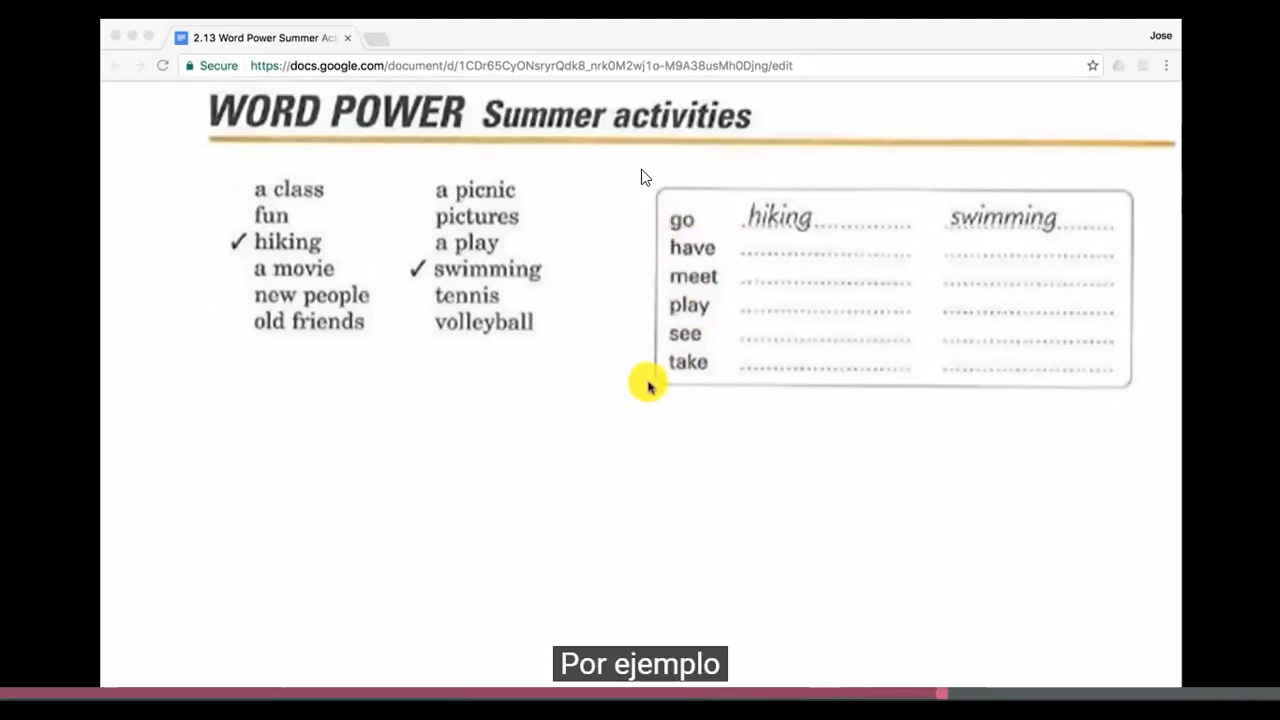 2.13 Word Power Summer Act
Jose
Secure https://docs.google.com/document/d/1CDr65CyONsryrQdk8_nrk0M2wj1o-M9A38usMh0Djng/edit
WORD POWER Summer activities
a class
fun
✓ hiking
a movie
new people
old friends
a picnic
pictures
a play
✓ swimming
tennis
volleyball
go hiking swimming
have
meet
play
see
take
Por ejemplo